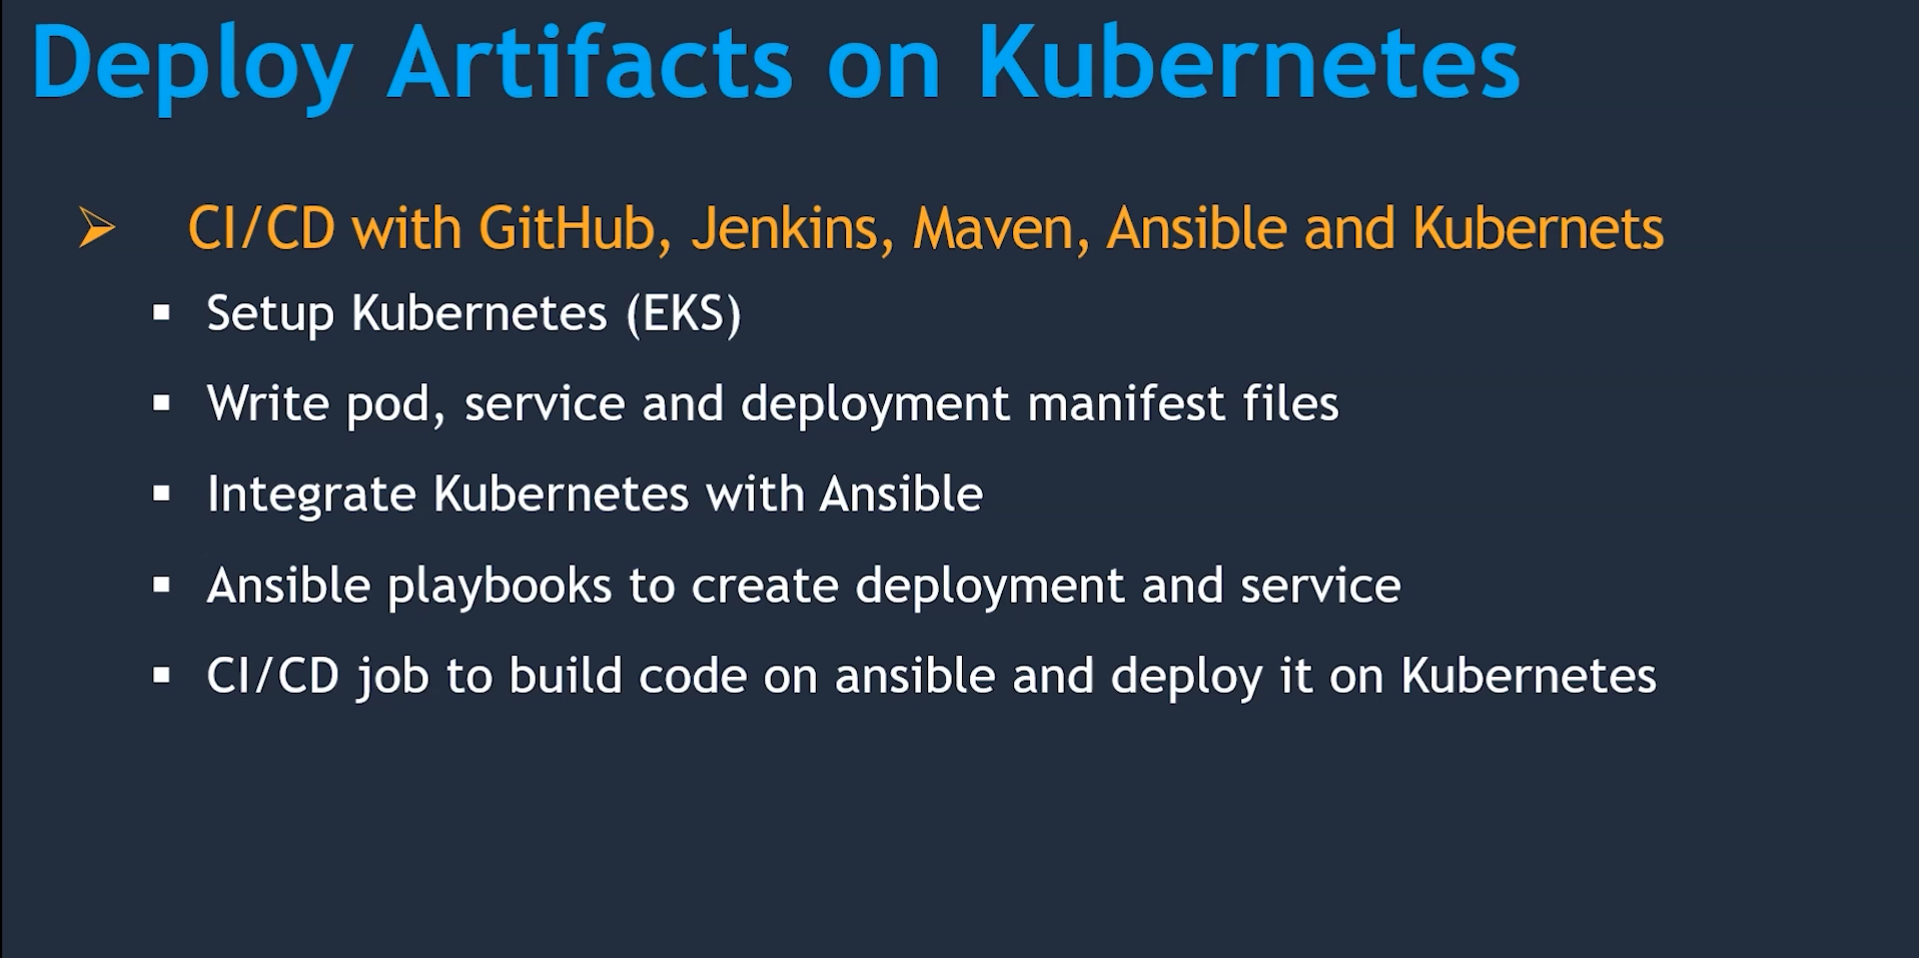 Deploy Artifacts on Kubernetes
CI/CD with GitHub, Jenkins, Maven, Ansible and Kubernets
Setup Kubernetes (EKS)
Write pod, service and deployment manifest files
Integrate Kubernetes with Ansible
Ansible playbooks to create deployment and service
CI/CD job to build code on ansible and deploy it on Kubernetes